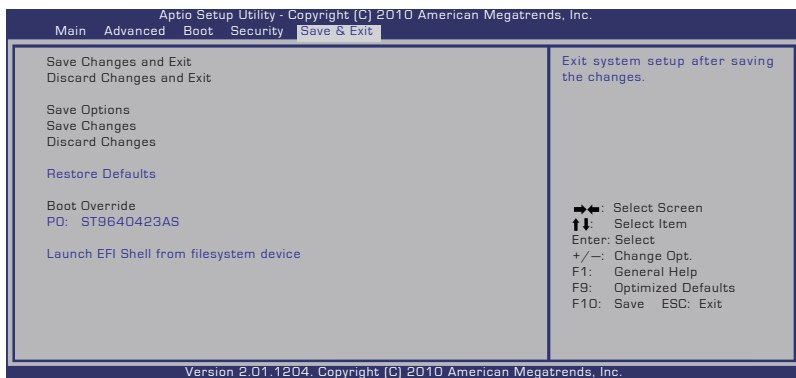 Aptio Setup Utility - Copyright (C) 2010 American Megatrends, Inc.
Main Advanced Boot Security Save & Exit
Save Changes and Exit
Discard Changes and Exit
Save Options
Save Changes
Discard Changes
Restore Defaults
Boot Override
P0: ST9640423AS
Launch EFI Shell from filesystem device
Exit system setup after saving
the changes.
→←: Select Screen
↑↓: Select Item
Enter: Select
+/—: Change Opt.
F1: General Help
F9: Optimized Defaults
F10: Save ESC: Exit
Version 2.01.1204. Copyright (C) 2010 American Megatrends, Inc.